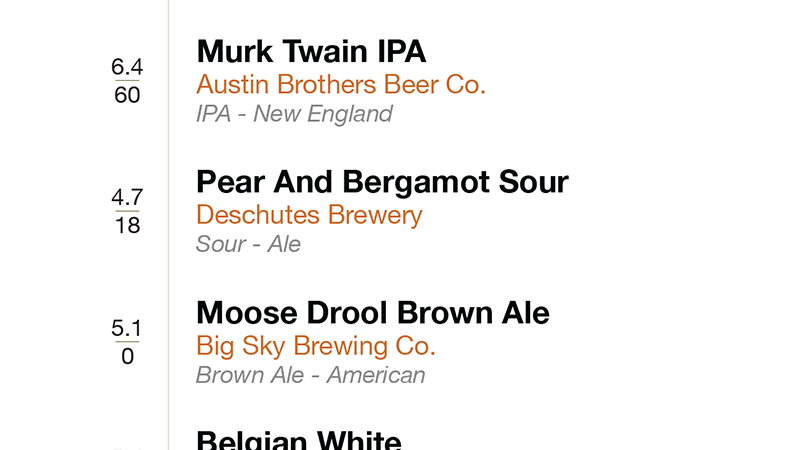 6.4
60
Murk Twain IPA
Austin Brothers Beer Co.
IPA - New England
4.7
18
Pear And Bergamot Sour
Deschutes Brewery
Sour - Ale
5.1
0
Moose Drool Brown Ale
Big Sky Brewing Co.
Brown Ale - American
Belgian White